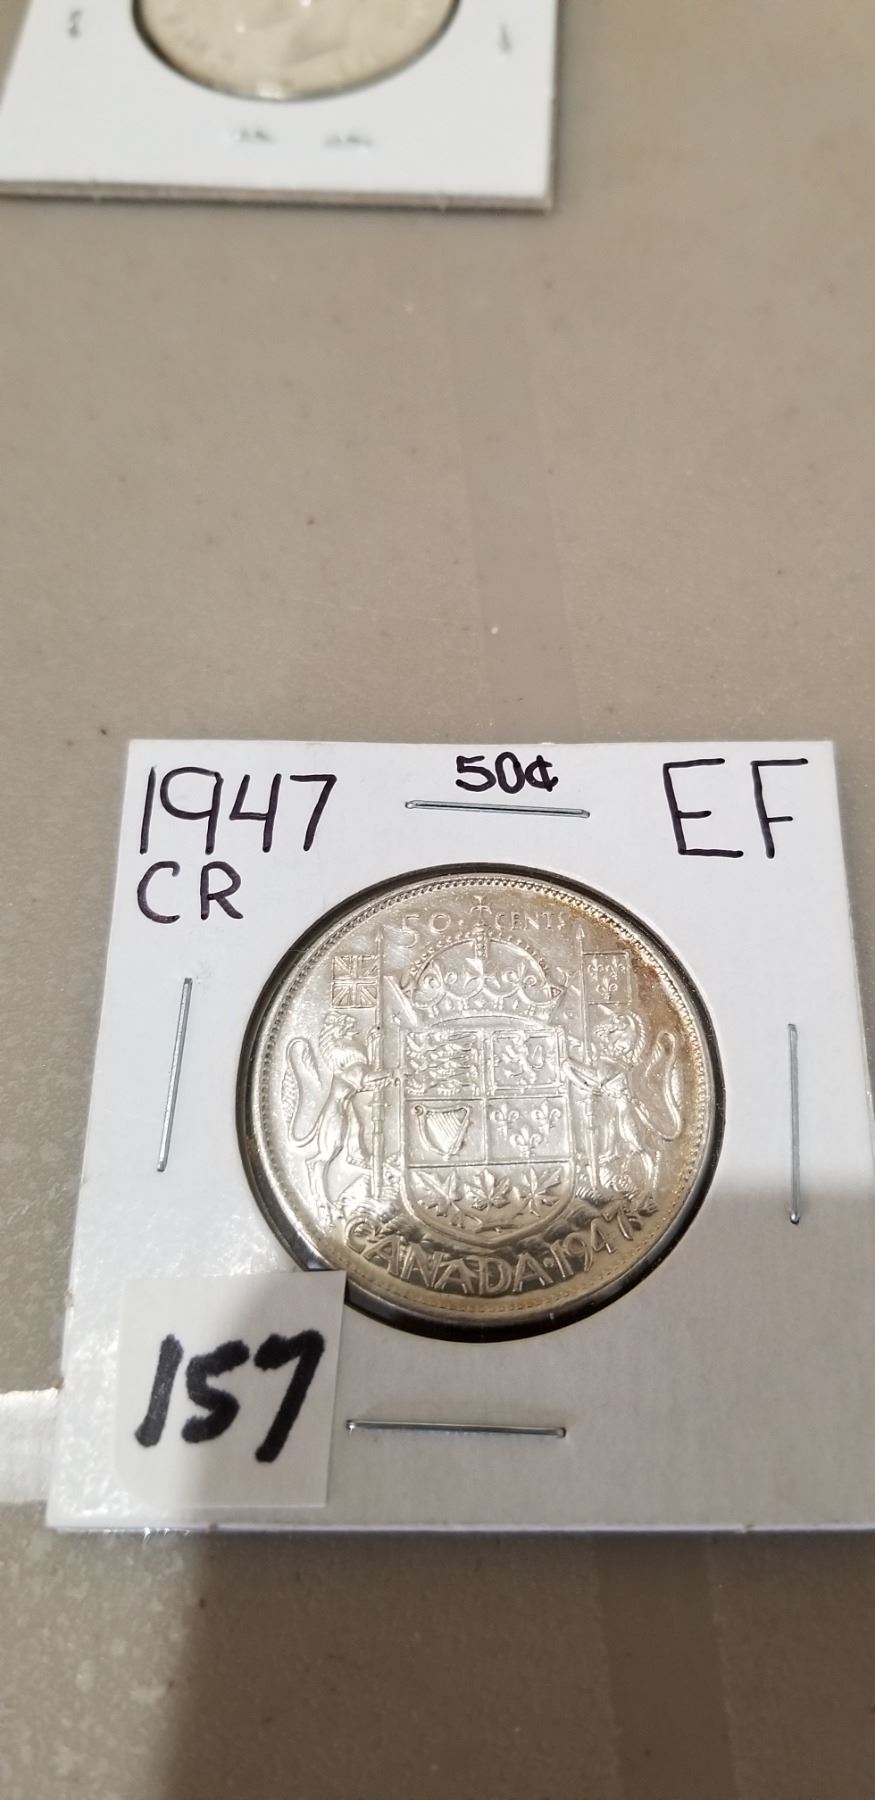 1947 50¢ EF
CR
50 CENTS
CANADA·1947
157